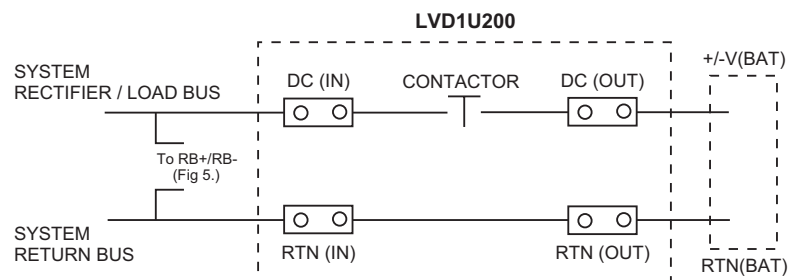 LVD1U200
SYSTEM
RECTIFIER / LOAD BUS
DC (IN)
CONTACTOR
DC (OUT)
+/-V(BAT)
To RB+/RB-
(Fig 5.)
SYSTEM
RETURN BUS
RTN (IN)
RTN (OUT)
RTN(BAT)